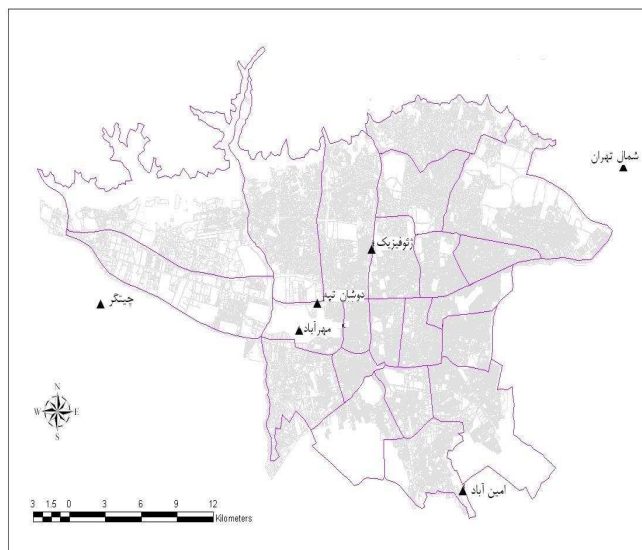 شمال تهران
ژئوفیزیک
دوشان تپه
چیتگر
مهرآباد
N
W E
S
امین آباد
3 1.5 0 3 6 9 12
Kilometers